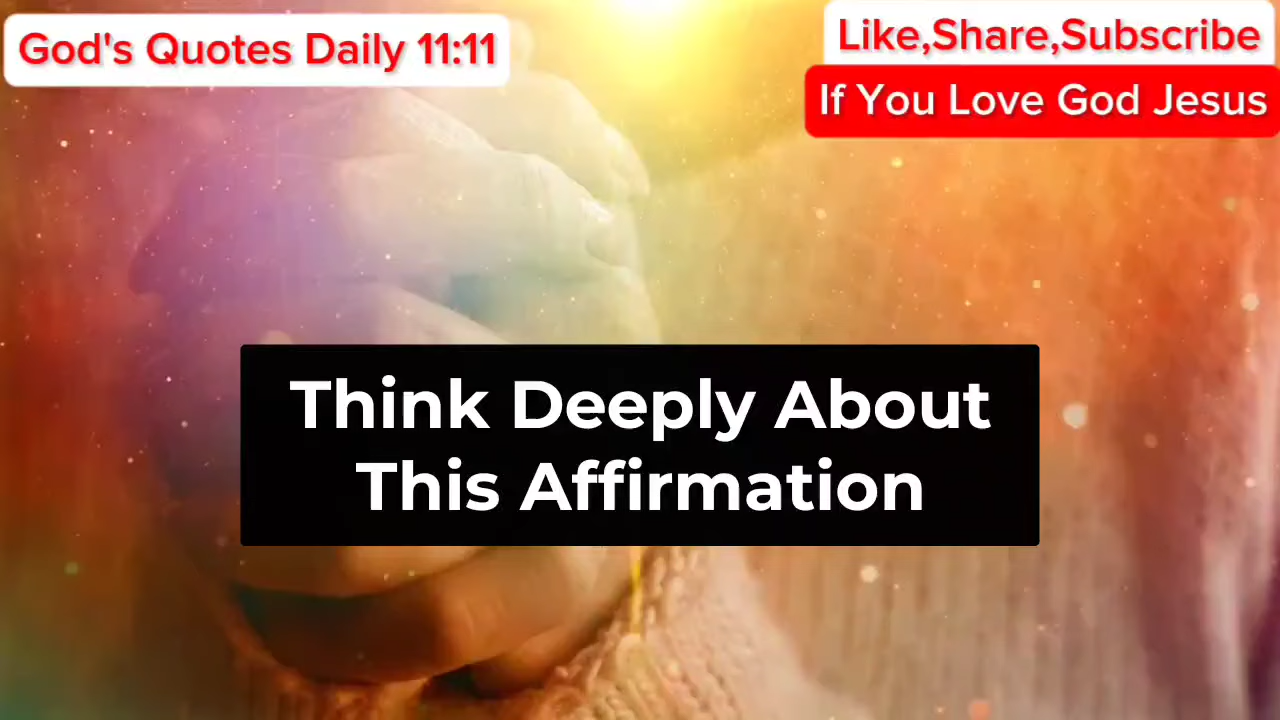 God's Quotes Daily 11:11
Like,Share,Subscribe
If You Love God Jesus
Think Deeply About
This Affirmation